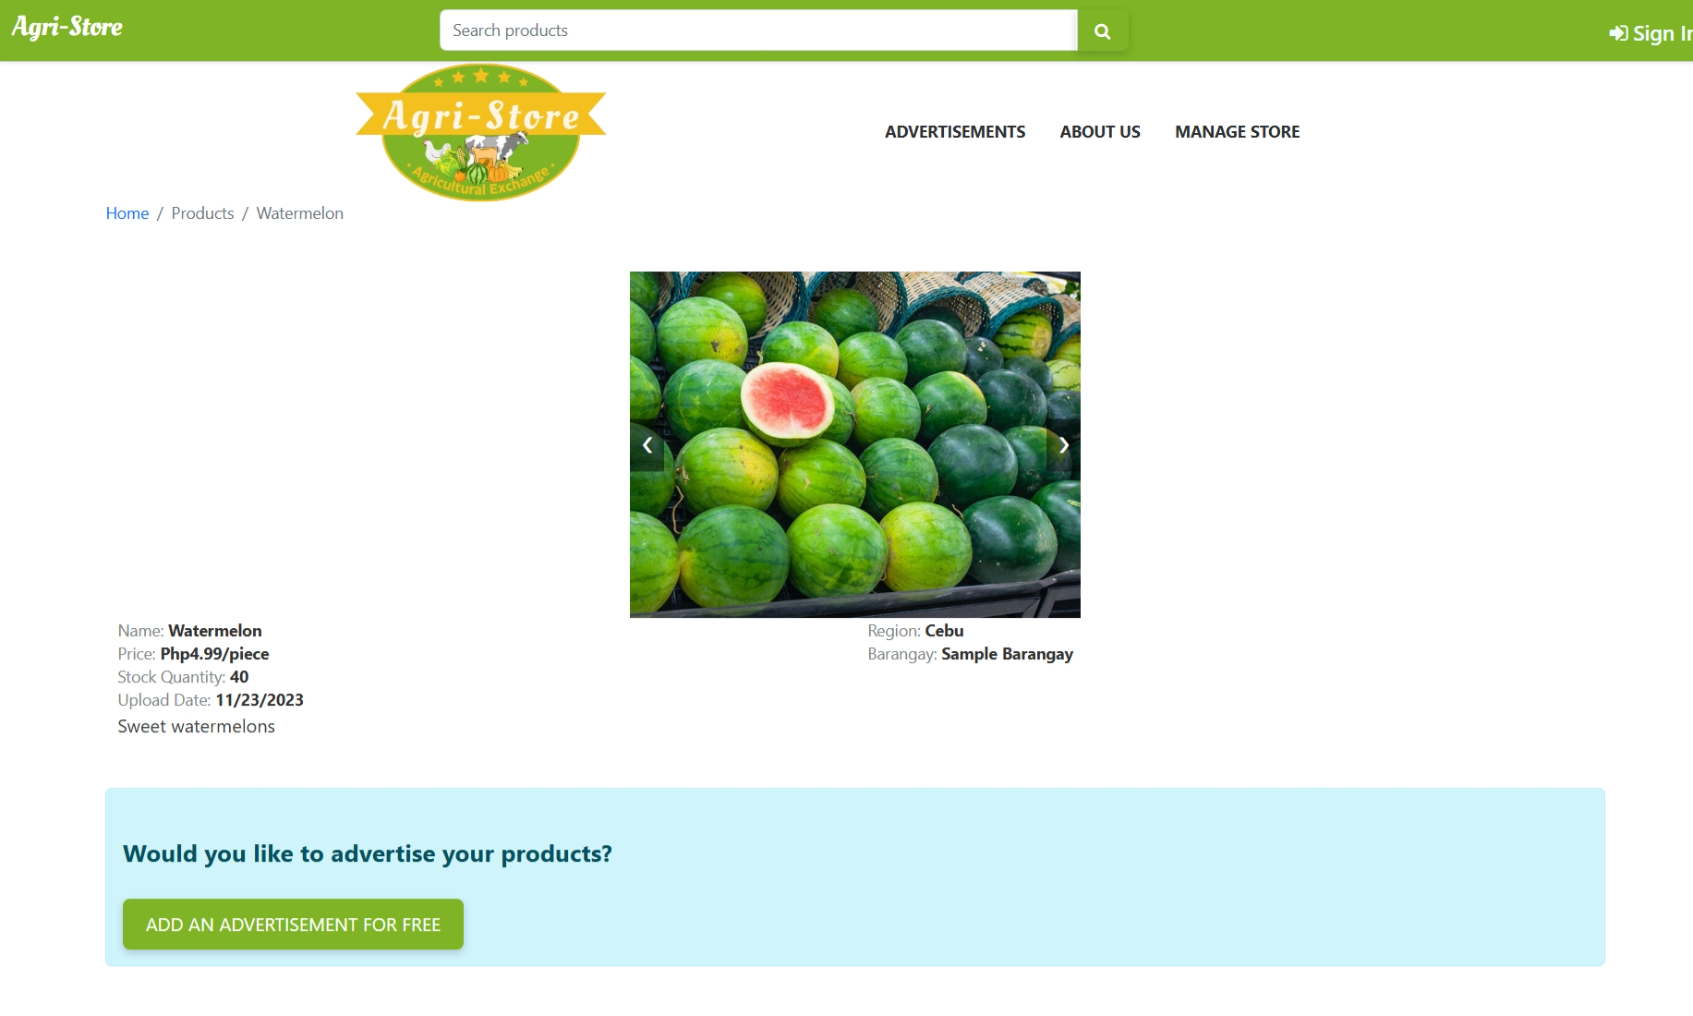 Agri-Store
Search products
Sign In
Agri-Store
Agricultural Exchange
ADVERTISEMENTS
ABOUT US
MANAGE STORE
Home / Products / Watermelon
Name: Watermelon
Price: Php4.99/piece
Stock Quantity: 40
Upload Date: 11/23/2023
Sweet watermelons
Region: Cebu
Barangay: Sample Barangay
Would you like to advertise your products?
ADD AN ADVERTISEMENT FOR FREE